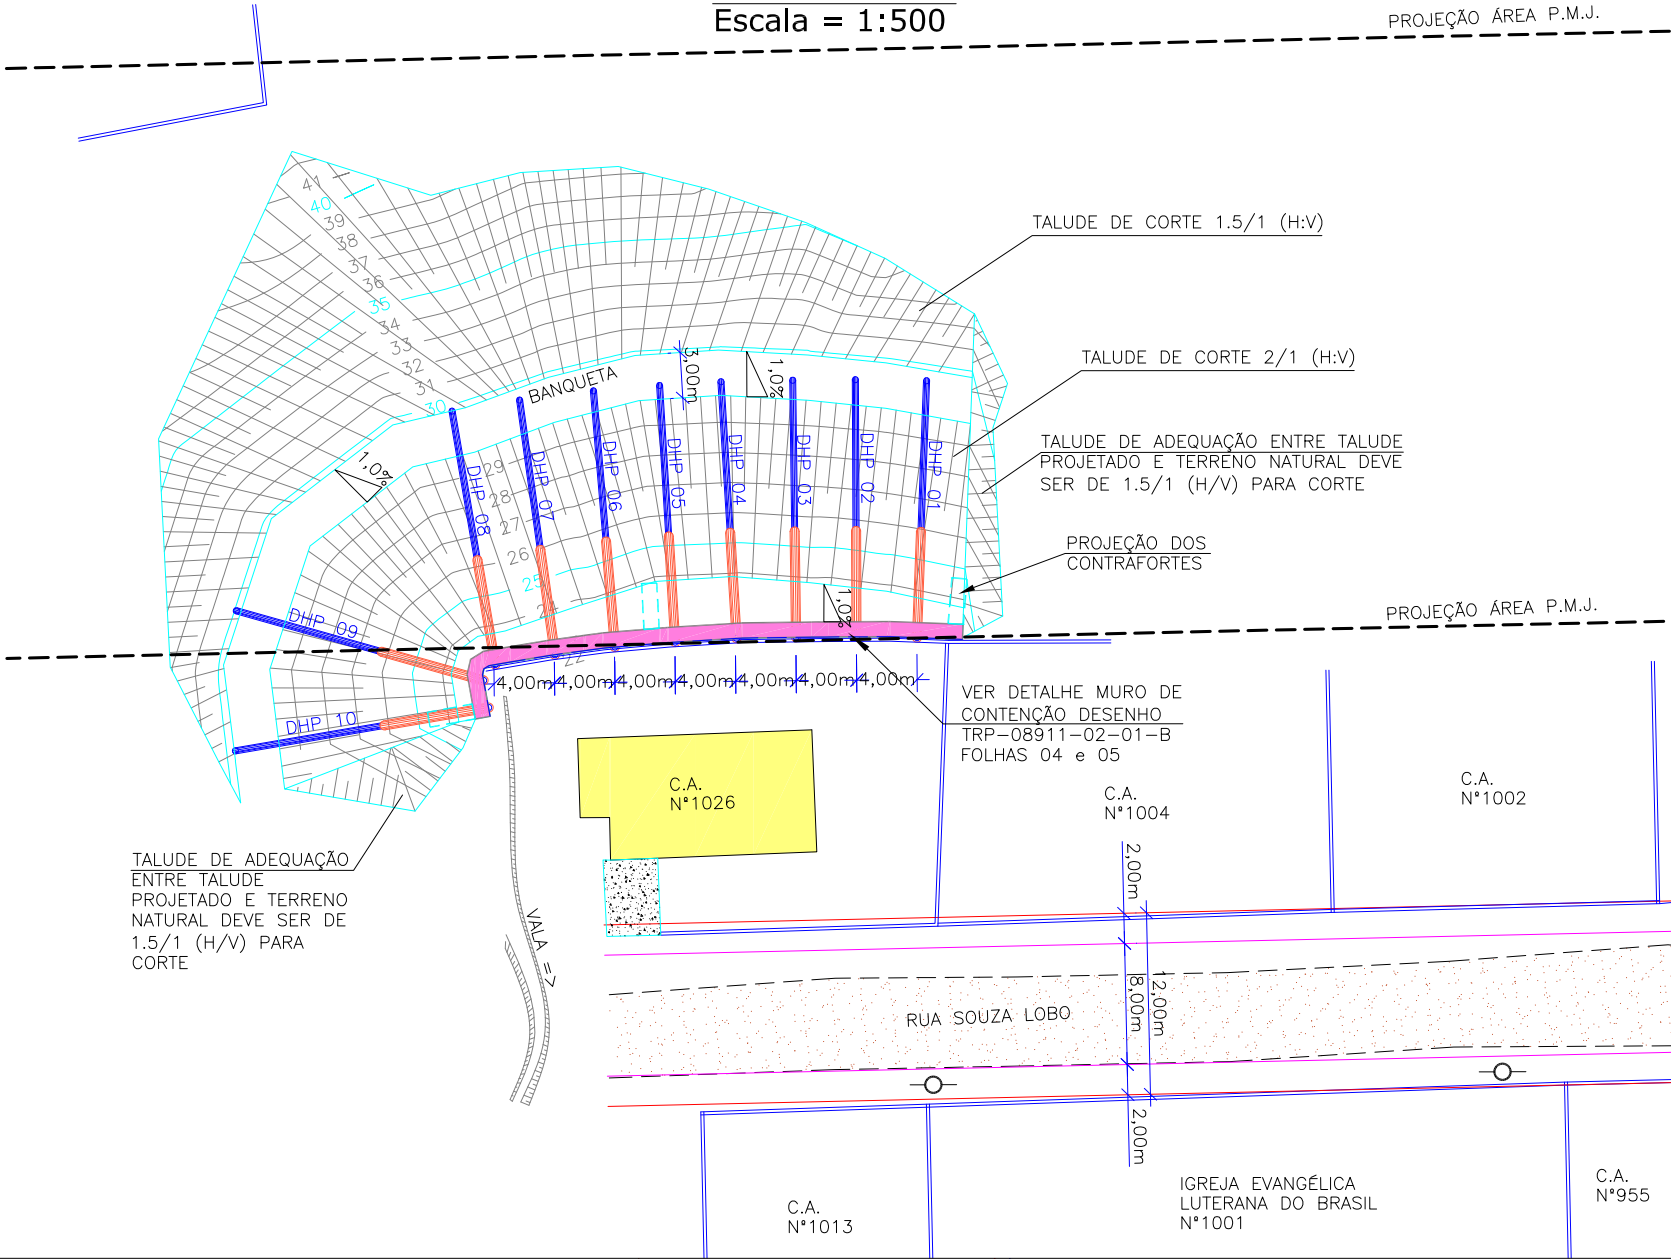 Escala = 1:500
PROJEÇÃO ÁREA P.M.J.
41
40
39
38
37
36
35
34
33
32
31
30
TALUDE DE CORTE 1.5/1 (H:V)
BANQUETA
3,00m
1,0%
TALUDE DE CORTE 2/1 (H:V)
TALUDE DE ADEQUAÇÃO ENTRE TALUDE
PROJETADO E TERRENO NATURAL DEVE
SER DE 1.5/1 (H/V) PARA CORTE
1,0%
29
28
27
26
25
24
22
DHP 08
DHP 07
DHP 06
DHP 05
DHP 04
DHP 03
DHP 02
DHP 01
PROJEÇÃO DOS
CONTRAFORTES
1,0%
PROJEÇÃO ÁREA P.M.J.
DHP 09
DHP 10
4,00m
4,00m
4,00m
4,00m
4,00m
4,00m
4,00m
VER DETALHE MURO DE
CONTENÇÃO DESENHO
TRP-08911-02-01-B
FOLHAS 04 e 05
C.A.
N°1026
C.A.
N°1004
C.A.
N°1002
TALUDE DE ADEQUAÇÃO
ENTRE TALUDE
PROJETADO E TERRENO
NATURAL DEVE SER DE
1.5/1 (H/V) PARA
CORTE
VALA =>
2,00m
8,00m
12,00m
2,00m
RUA SOUZA LOBO
C.A.
N°1013
IGREJA EVANGÉLICA
LUTERANA DO BRASIL
N°1001
C.A.
N°955